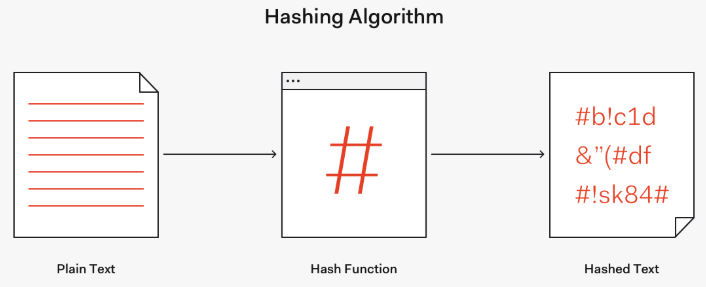 Hashing Algorithm
#
#b!c1d
&”(#df
#!sk84#
Plain Text
Hash Function
Hashed Text